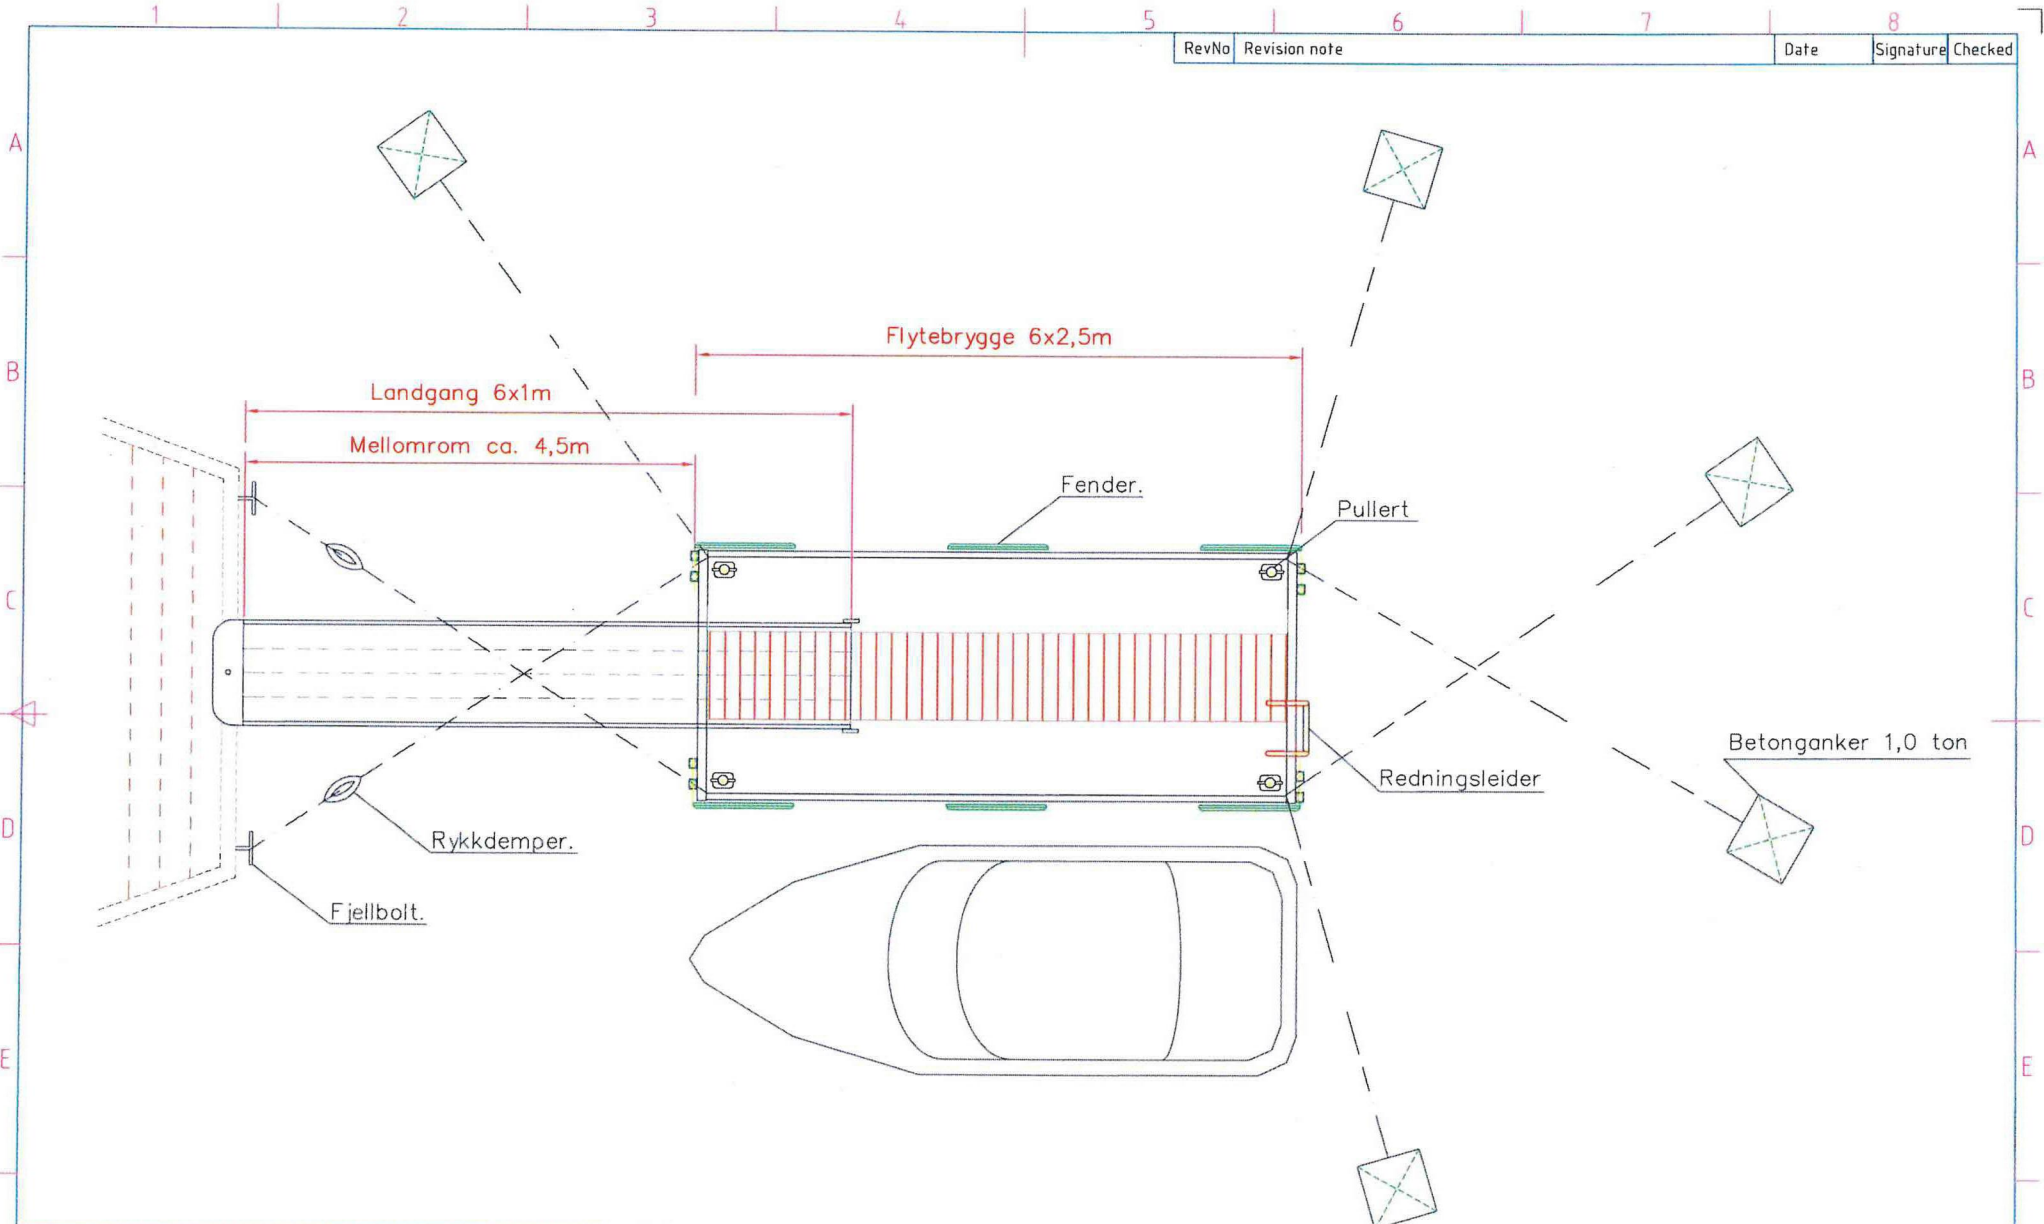 1 2 3 4 5 6 7 8
RevNo Revision note Date Signature Checked
A A
Flytebrygge 6x2,5m
B B
Landgang 6x1m
Mellomrom ca. 4,5m
Fender.
Pullert
C C
Betonganker 1,0 ton
Redningsleider
Rykkdemper.
D D
Fjellbolt.
E E